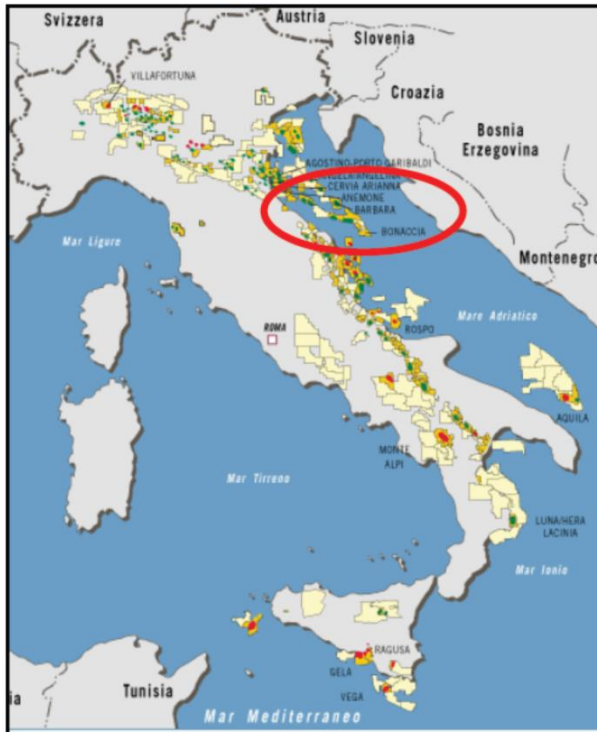 Svizzera
Austria
Slovenia
VILLAFORTUNA
Croazia
Bosnia
Erzegovina
AGOSTINO-PORTO GARIBALDI
CERVIA ARIANNA
ANEMONE
BARBARA
BONACCIA
Mar Ligure
Montenegro
ROMA
Mare Adriatico
ROSPO
AQUILA
MONTE
ALPI
Mar Tirreno
LUNA/HERA
LACINIA
Mar Ionio
RAGUSA
GELA
VEGA
Tunisia
ia
Mar Mediterraneo